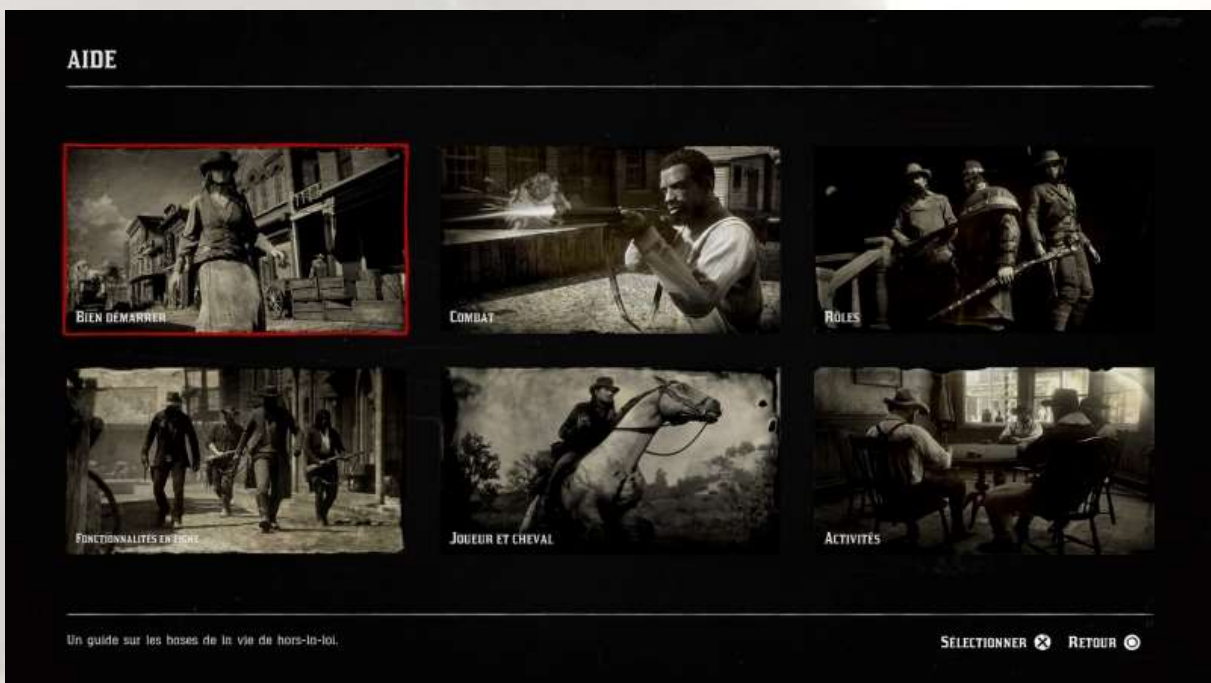 AIDE
BIEN DÉMARRER
COMBAT
RÔLES
FONCTIONNALITÉS EN LIGNE
JOUEUR ET CHEVAL
ACTIVITÉS
Un guide sur les bases de la vie de hors-la-loi.
SÉLECTIONNER RETOUR